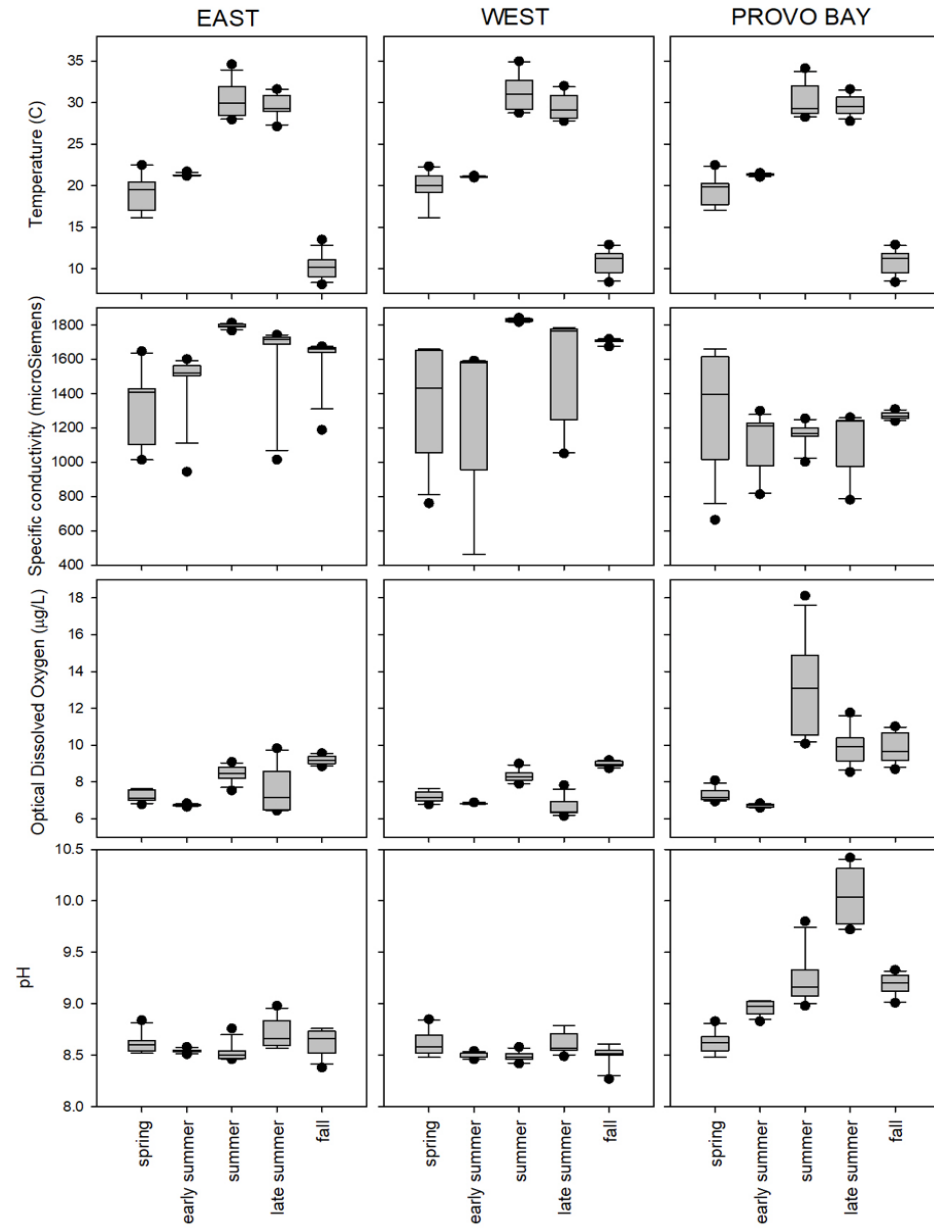 EAST
WEST
PROVO BAY
Temperature (C)
35
30
25
20
15
10
Specific conductivity (microSiemens)
1800
1600
1400
1200
1000
800
600
400
Optical Dissolved Oxygen (µg/L)
18
16
14
12
10
8
6
pH
10.5
10.0
9.5
9.0
8.5
8.0
spring
early summer
summer
late summer
fall
spring
early summer
summer
late summer
fall
spring
early summer
summer
late summer
fall